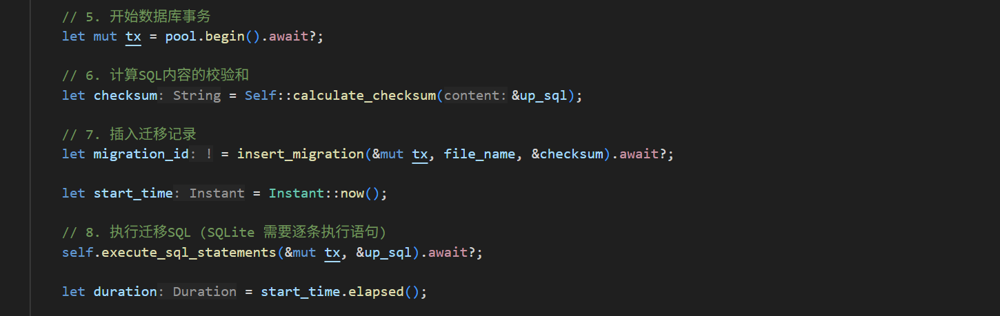 // 5. 开始数据库事务
let mut tx = pool.begin().await?;
// 6. 计算SQL内容的校验和
let checksum: String = Self::calculate_checksum(content: &up_sql);
// 7. 插入迁移记录
let migration_id: ! = insert_migration(&mut tx, file_name, &checksum).await?;
let start_time: Instant = Instant::now();
// 8. 执行迁移SQL (SQLite 需要逐条执行语句)
self.execute_sql_statements(&mut tx, &up_sql).await?;
let duration: Duration = start_time.elapsed();